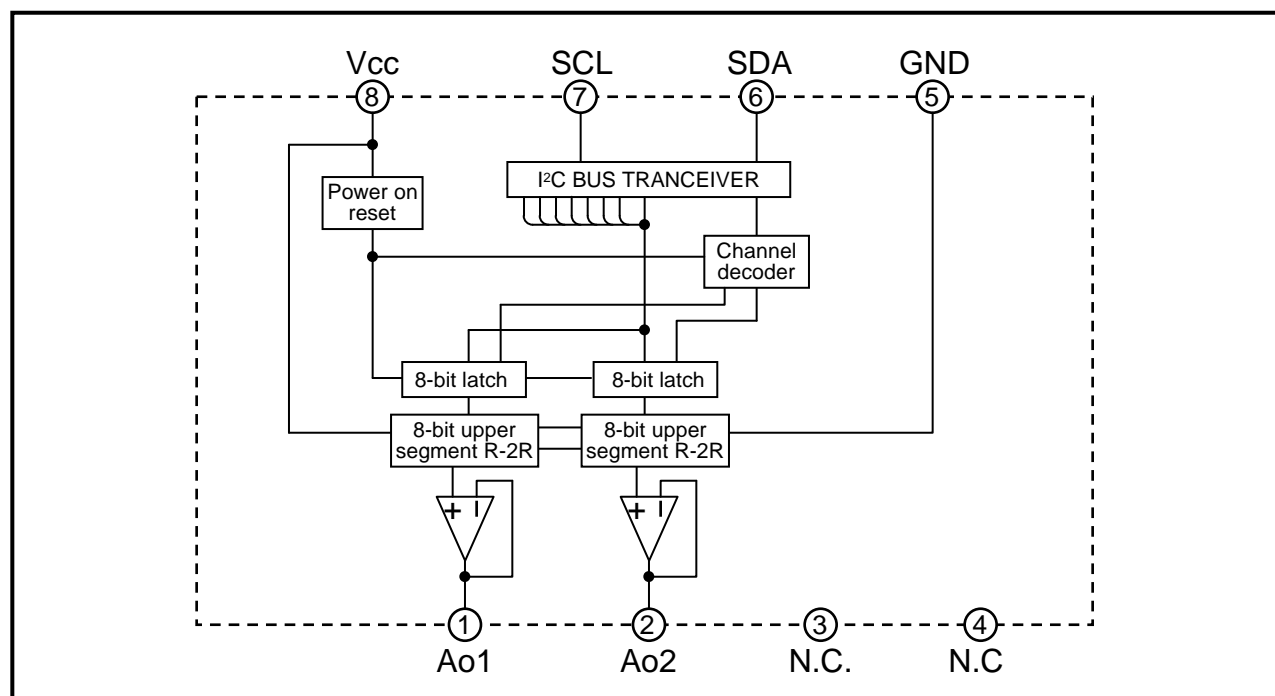 Vcc SCL SDA GND
8 7 6 5
I²C BUS TRANCEIVER
Power on
reset
Channel
decoder
8-bit latch 8-bit latch
8-bit upper
segment R-2R
8-bit upper
segment R-2R
+ − + −
1 2 3 4
Ao1 Ao2 N.C. N.C